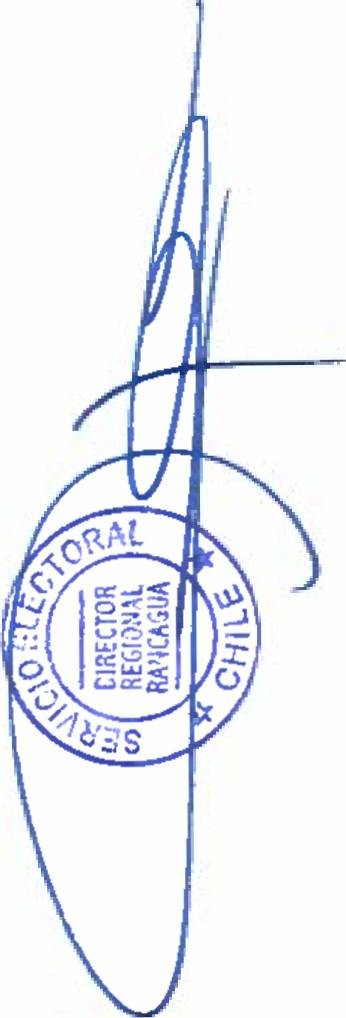 SERVICIO ELECTORAL
DIRECTOR
REGIONAL
RANCAGUA
★ CHILE ★